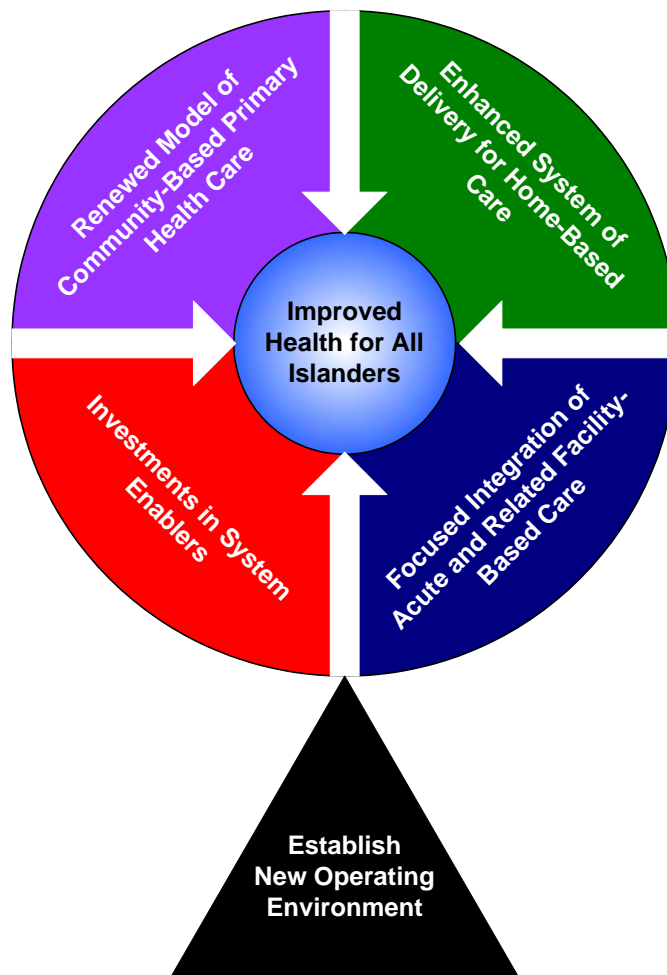 Renewed Model of
Community-Based Primary
Health Care
Enhanced System of
Delivery for Home-Based
Care
Improved
Health for All
Islanders
Investments in System
Enablers
Focused Integration of
Acute and Related Facility-
Based Care
Establish
New Operating
Environment